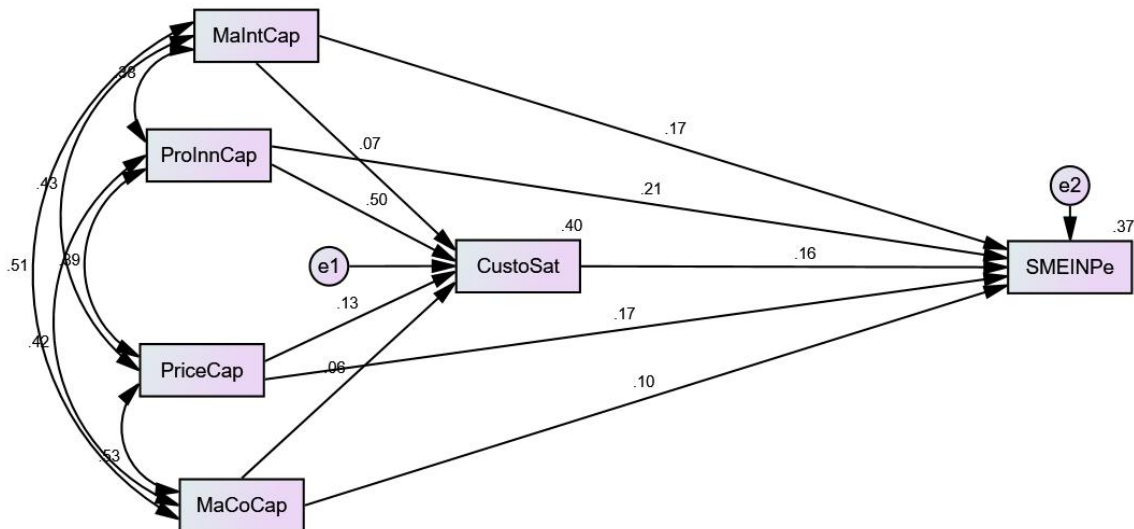 MaIntCap
.38
.07
.17
ProInnCap
.43
.50
.21
e2
.40
.37
.51
.39
e1
CustoSat
.16
SMEINPe
.13
.17
.42
PriceCap
.06
.10
.53
MaCoCap